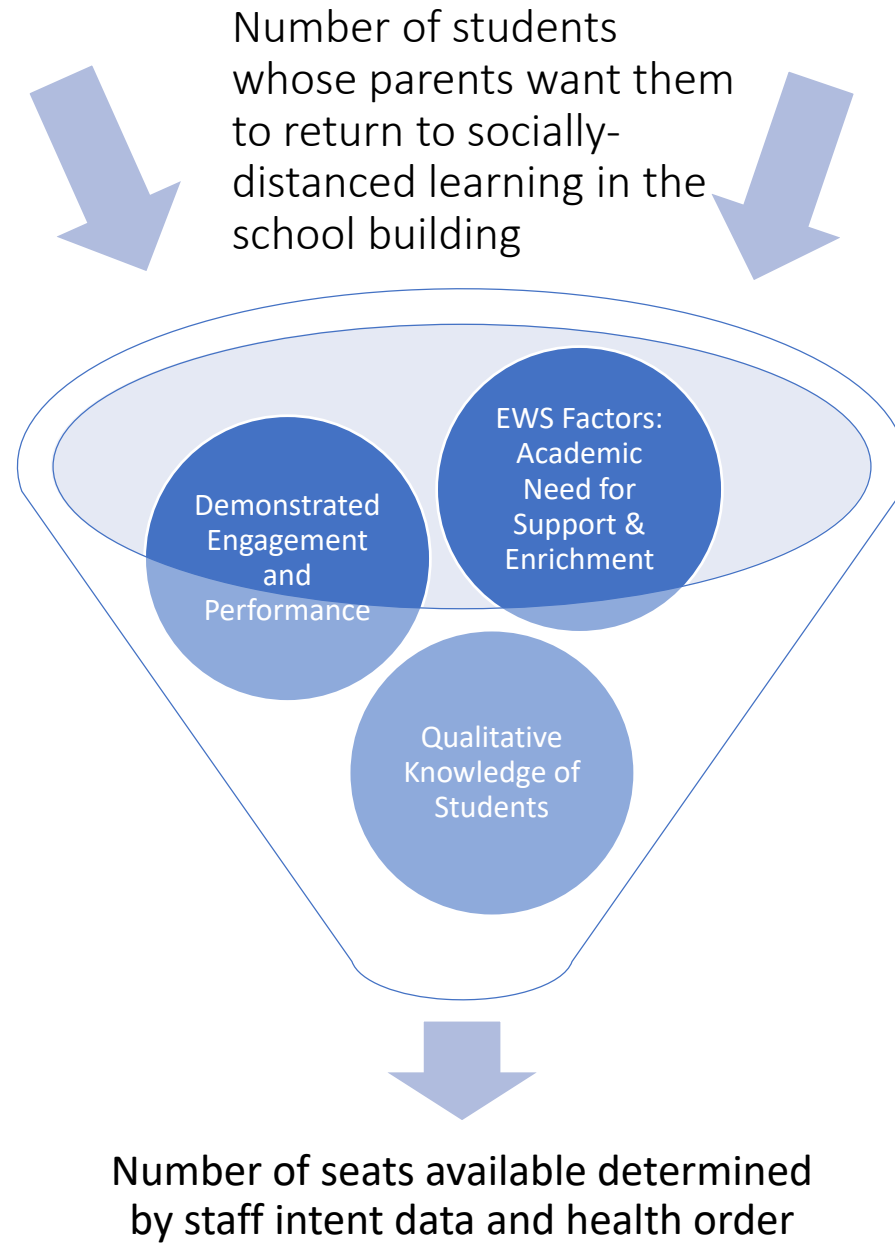 Number of students
whose parents want them
to return to socially-
distanced learning in the
school building
EWS Factors:
Academic
Need for
Support &
Enrichment
Demonstrated
Engagement
and
Performance
Qualitative
Knowledge of
Students
Number of seats available determined
by staff intent data and health order